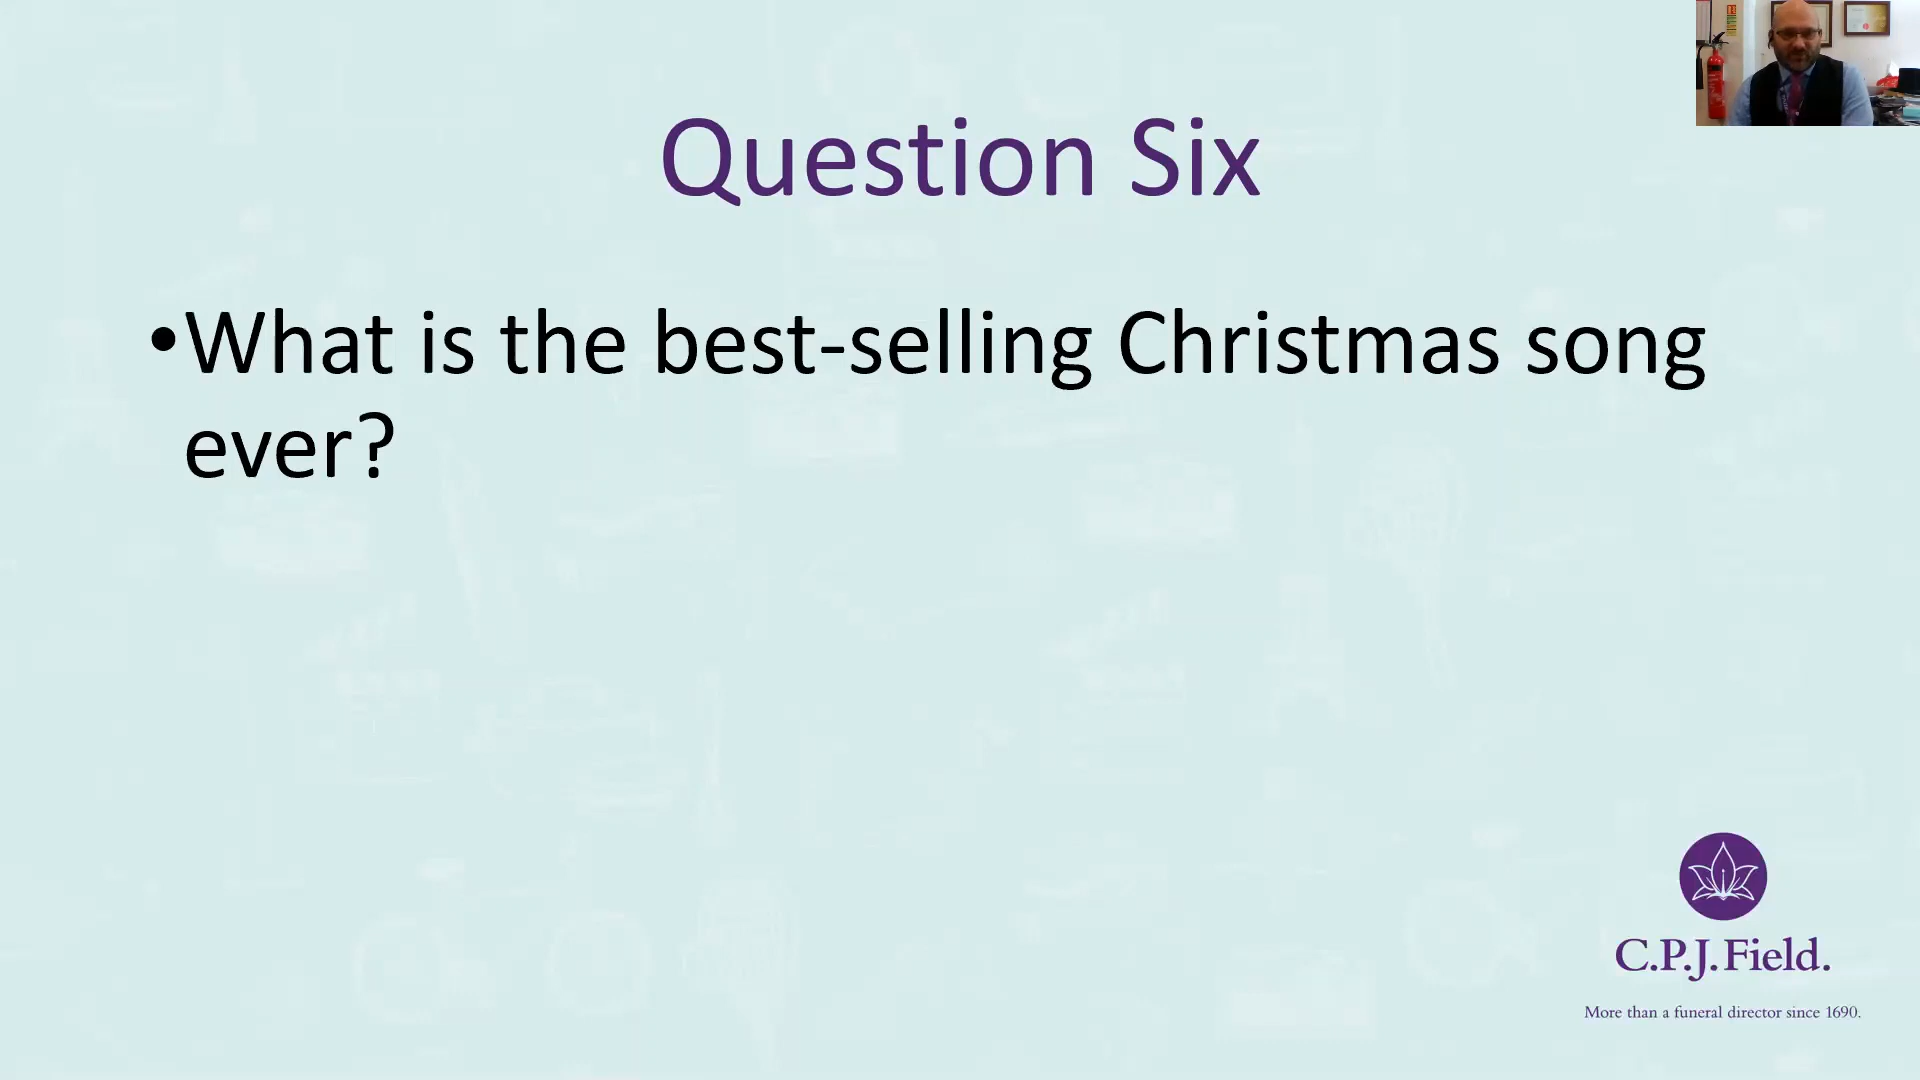 Question Six
•What is the best-selling Christmas song
ever?
C.P.J. Field.
More than a funeral director since 1690.